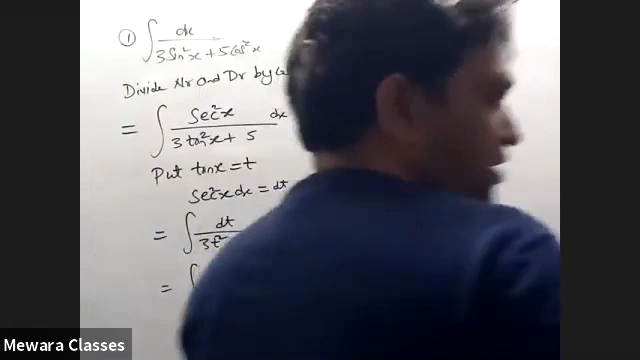 ① ∫ dx / 3 Sin²x + 5 Cos²x
Divide Nr and Dr by
= ∫ Sec²x / 3 tan²x + 5 dx
Put tanx = t
Sec²x dx = dt
= ∫ dt / 3t²
= ∫
Mewara Classes